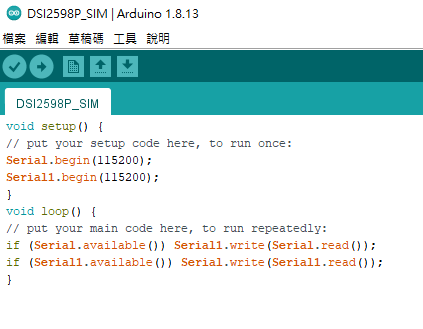 DSI2598P_SIM | Arduino 1.8.13
檔案 編輯 草稿碼 工具 說明
DSI2598P_SIM
void setup() {
// put your setup code here, to run once:
Serial.begin(115200);
Serial1.begin(115200);
}
void loop() {
// put your main code here, to run repeatedly:
if (Serial.available()) Serial1.write(Serial.read());
if (Serial1.available()) Serial.write(Serial1.read());
}